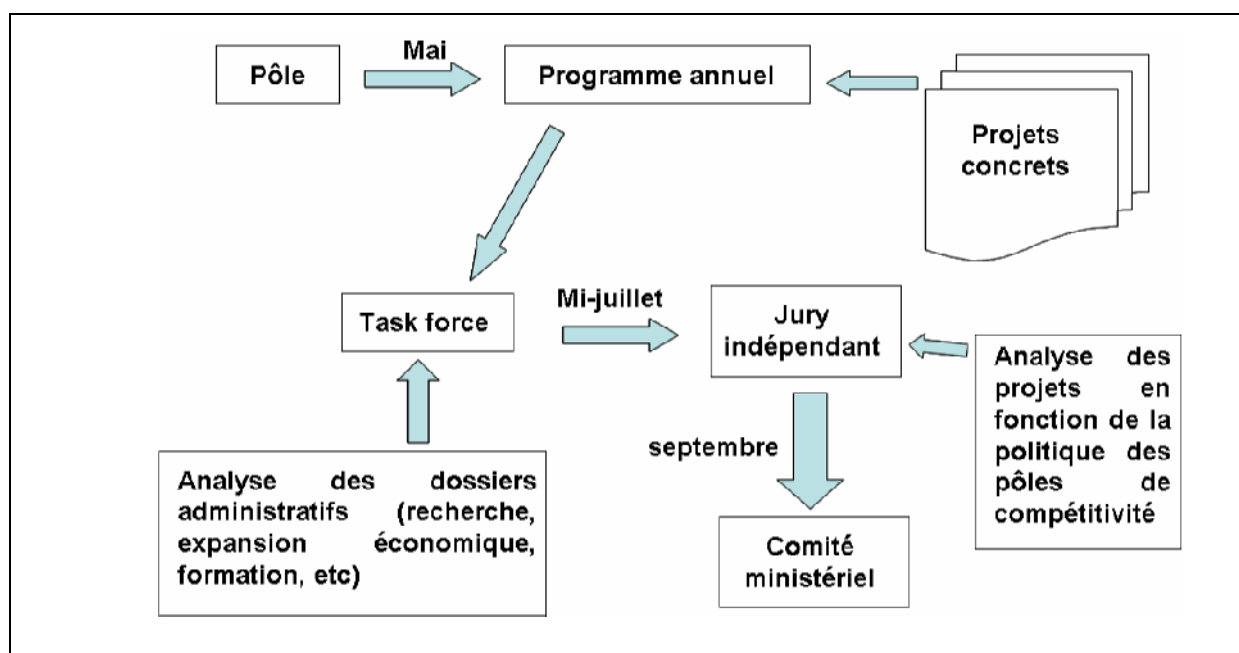 Mai
Pôle
Programme annuel
Projets
concrets
Task force
Mi-juillet
Jury
indépendant
Analyse des
projets en
fonction de la
politique des
pôles de
compétitivité
septembre
Analyse des dossiers
administratifs (recherche,
expansion économique,
formation, etc)
Comité
ministériel